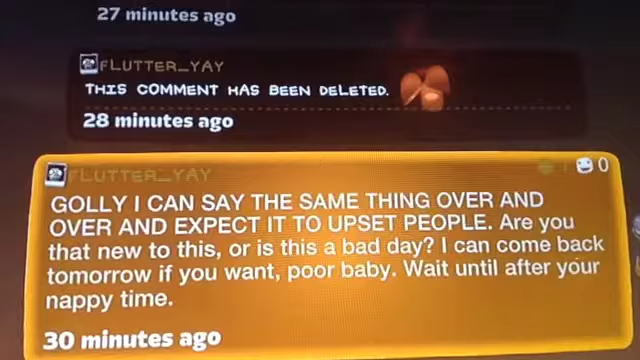 27 minutes ago
FLUTTER_YAY
THIS COMMENT HAS BEEN DELETED.
28 minutes ago
FLUTTER_YAY
0
GOLLY I CAN SAY THE SAME THING OVER AND
OVER AND EXPECT IT TO UPSET PEOPLE. Are you
that new to this, or is this a bad day? I can come back
tomorrow if you want, poor baby. Wait until after your
nappy time.
30 minutes ago